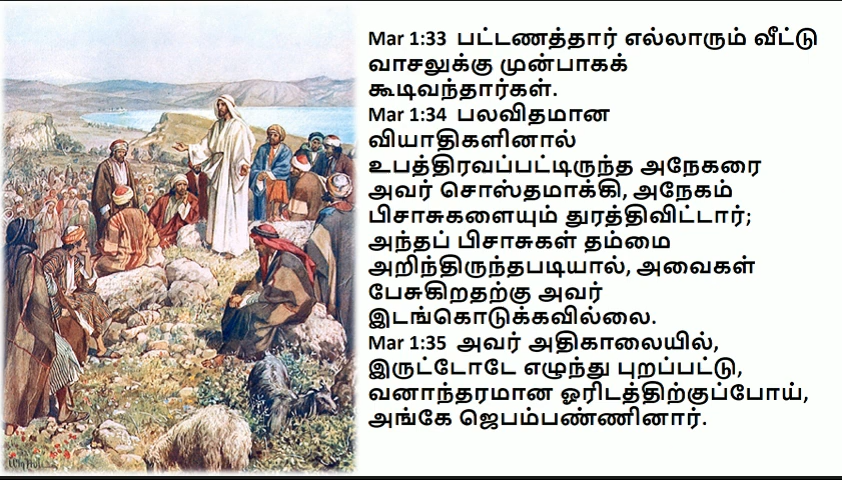 Mar 1:33 பட்டணத்தார் எல்லாரும் வீட்டு
வாசலுக்கு முன்பாகக்
கூடிவந்தார்கள்.
Mar 1:34 பலவிதமான
வியாதிகளினால்
உபத்திரவப்பட்டிருந்த அநேகரை
அவர் சொஸ்தமாக்கி, அநேகம்
பிசாசுகளையும் துரத்திவிட்டார்;
அந்தப் பிசாசுகள் தம்மை
அறிந்திருந்தபடியால், அவைகள்
பேசுகிறதற்கு அவர்
இடங்கொடுக்கவில்லை.
Mar 1:35 அவர் அதிகாலையில்,
இருட்டோடே எழுந்து புறப்பட்டு,
வனாந்தரமான ஓரிடத்திற்குப்போய்,
அங்கே ஜெபம்பண்ணினார்.